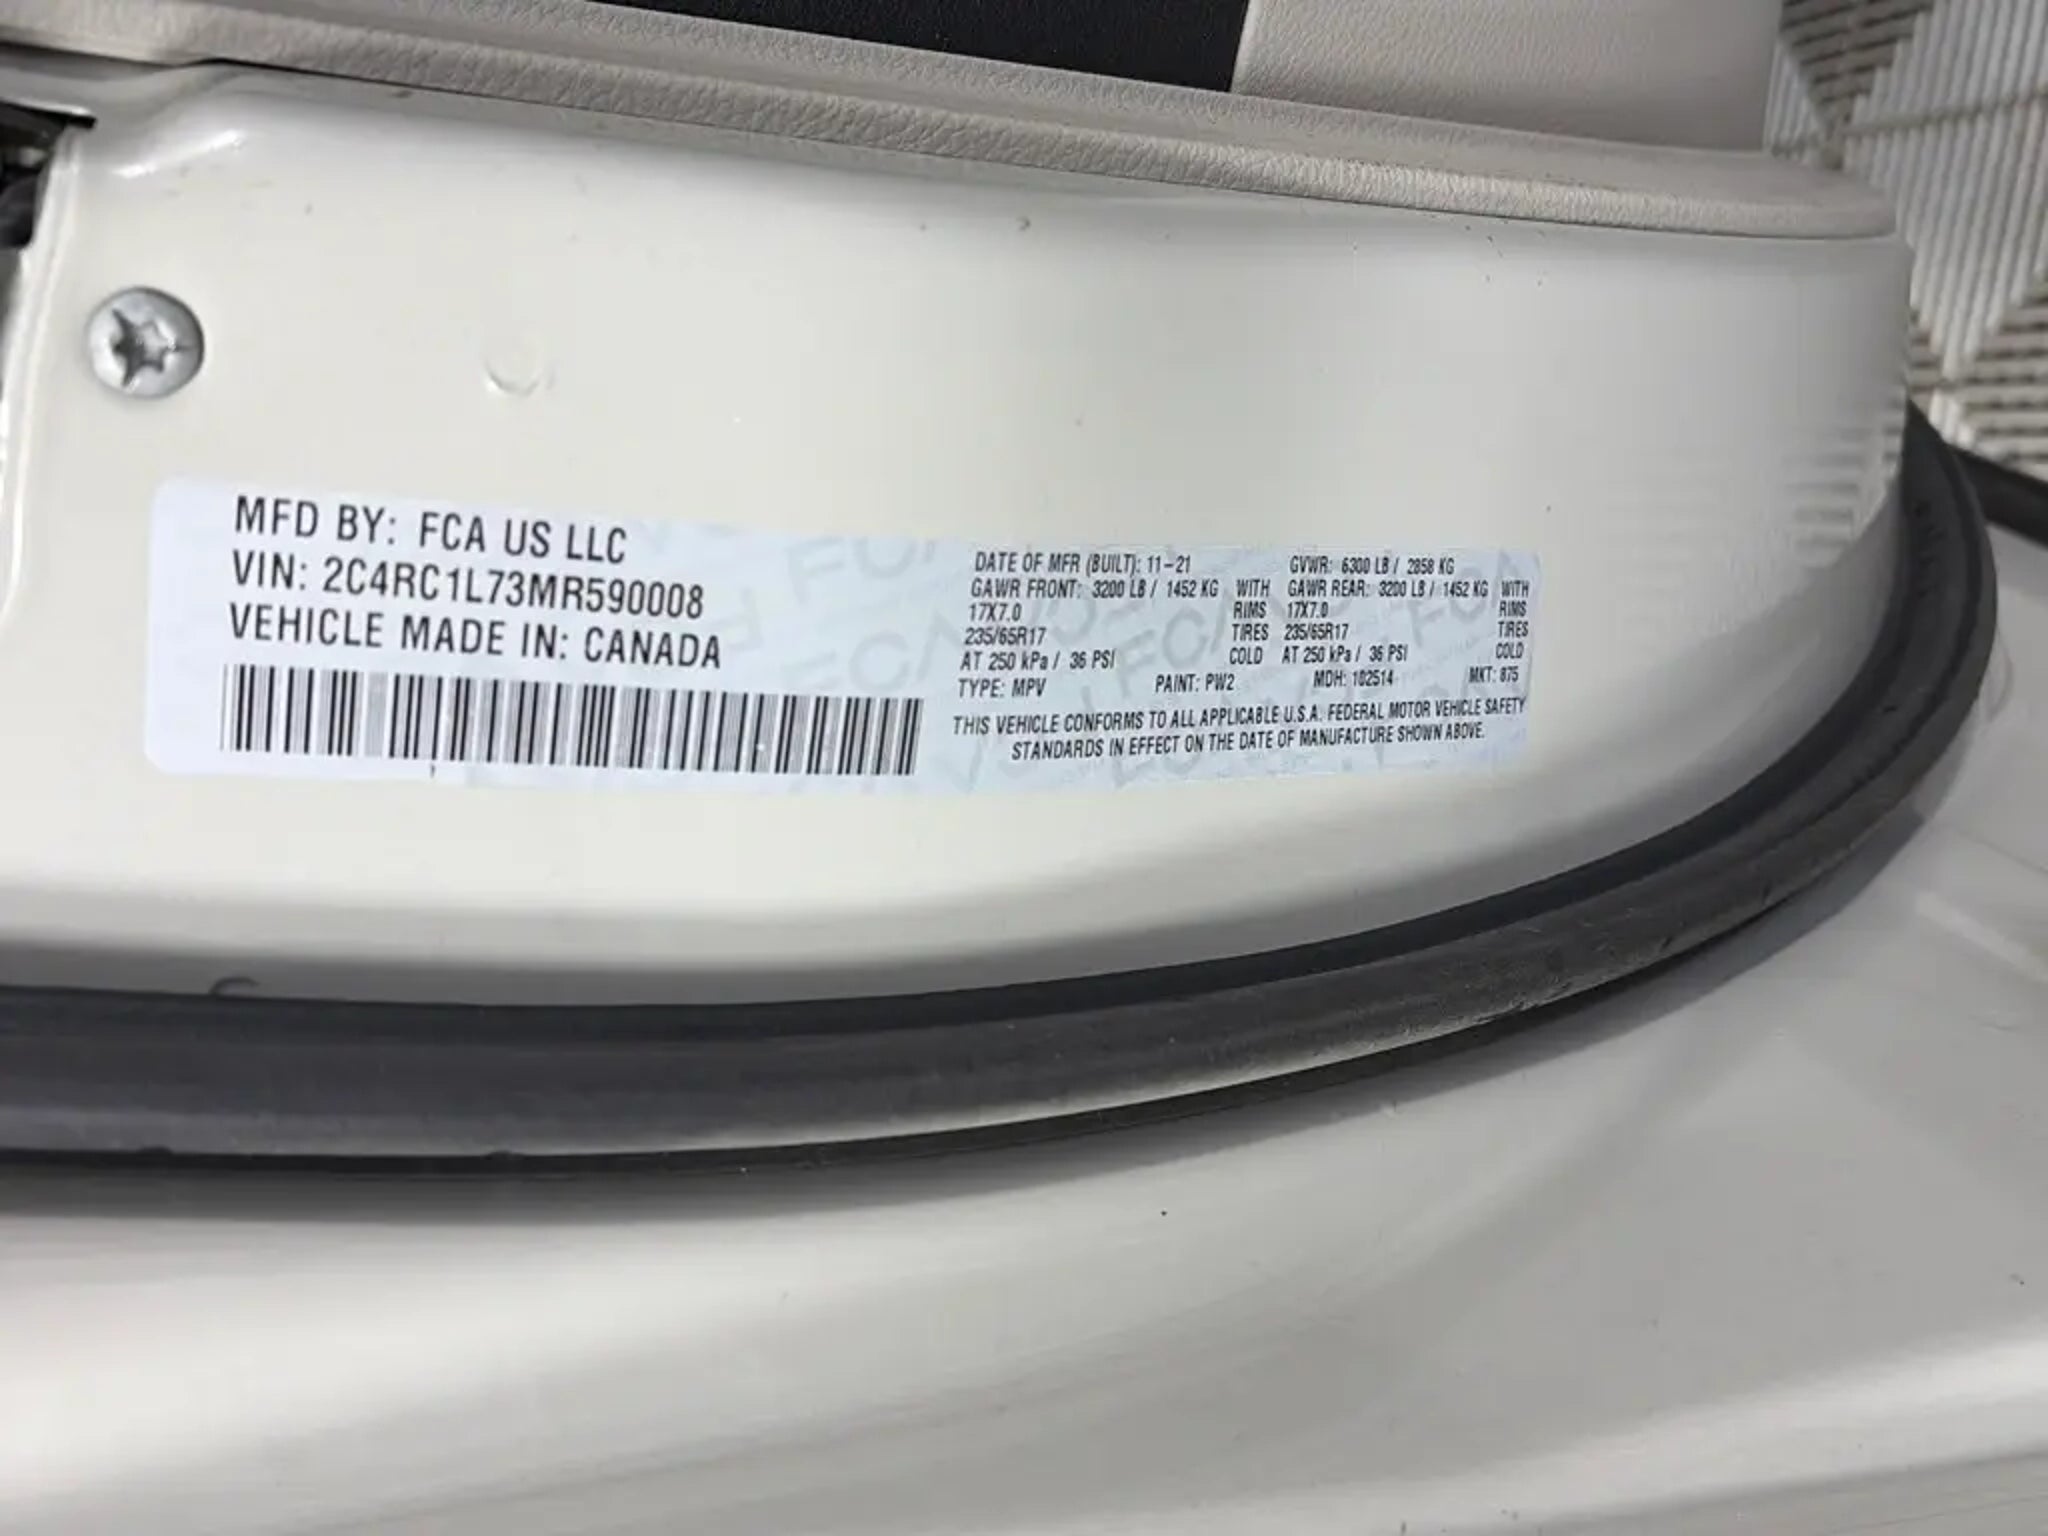 MFD BY: FCA US LLC
VIN: 2C4RC1L73MR590008
VEHICLE MADE IN: CANADA
DATE OF MFR (BUILT): 11-21 GVWR: 6300 LB / 2858 KG
GAWR FRONT: 3200 LB / 1452 KG WITH GAWR REAR: 3200 LB / 1452 KG WITH
17X7.0 RIMS 17X7.0 RIMS
235/65R17 TIRES 235/65R17 TIRES
AT 250 kPa / 36 PSI COLD AT 250 kPa / 36 PSI COLD
TYPE: MPV PAINT: PW2 MDH: 102514 MKT: 875
THIS VEHICLE CONFORMS TO ALL APPLICABLE U.S.A. FEDERAL MOTOR VEHICLE SAFETY
STANDARDS IN EFFECT ON THE DATE OF MANUFACTURE SHOWN ABOVE.